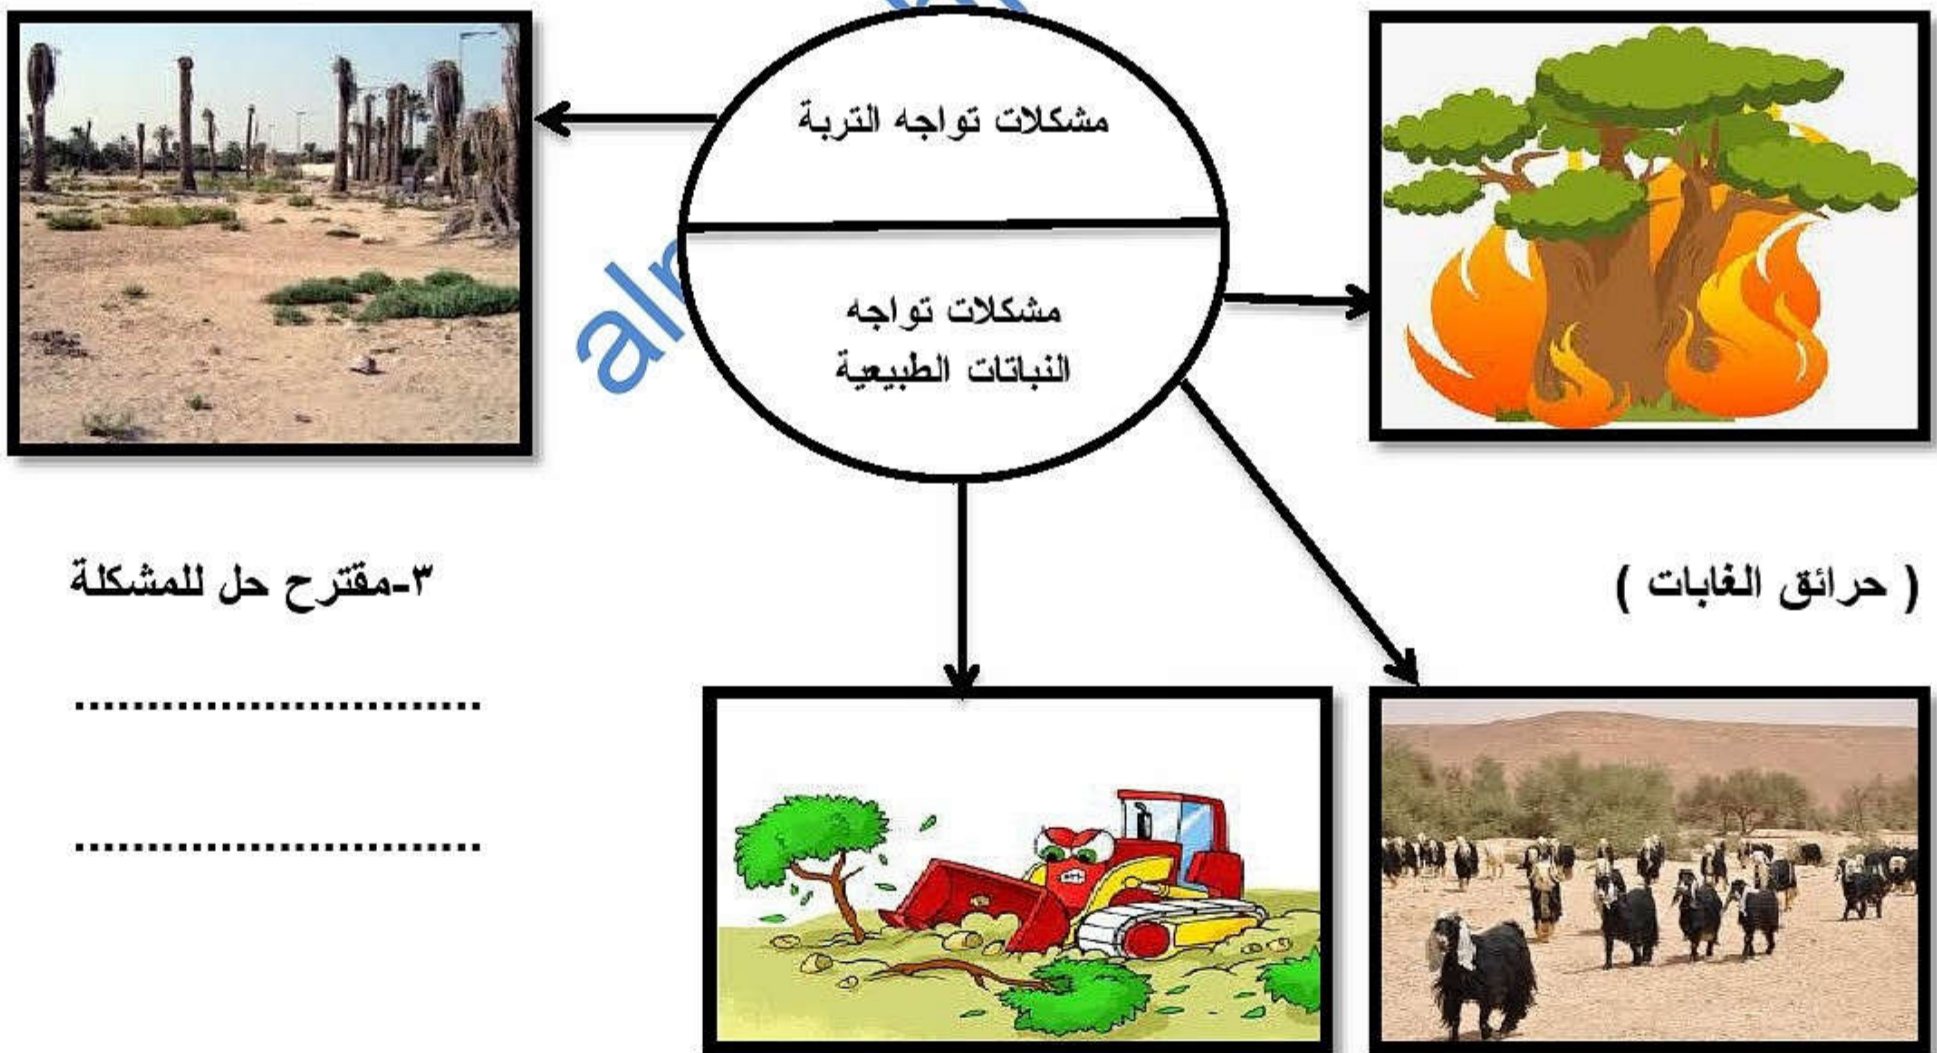 مشكلات تواجه التربة
مشكلات تواجه
النباتات الطبيعية
( حرائق الغابات )
٣-مقترح حل للمشكلة
............................
............................